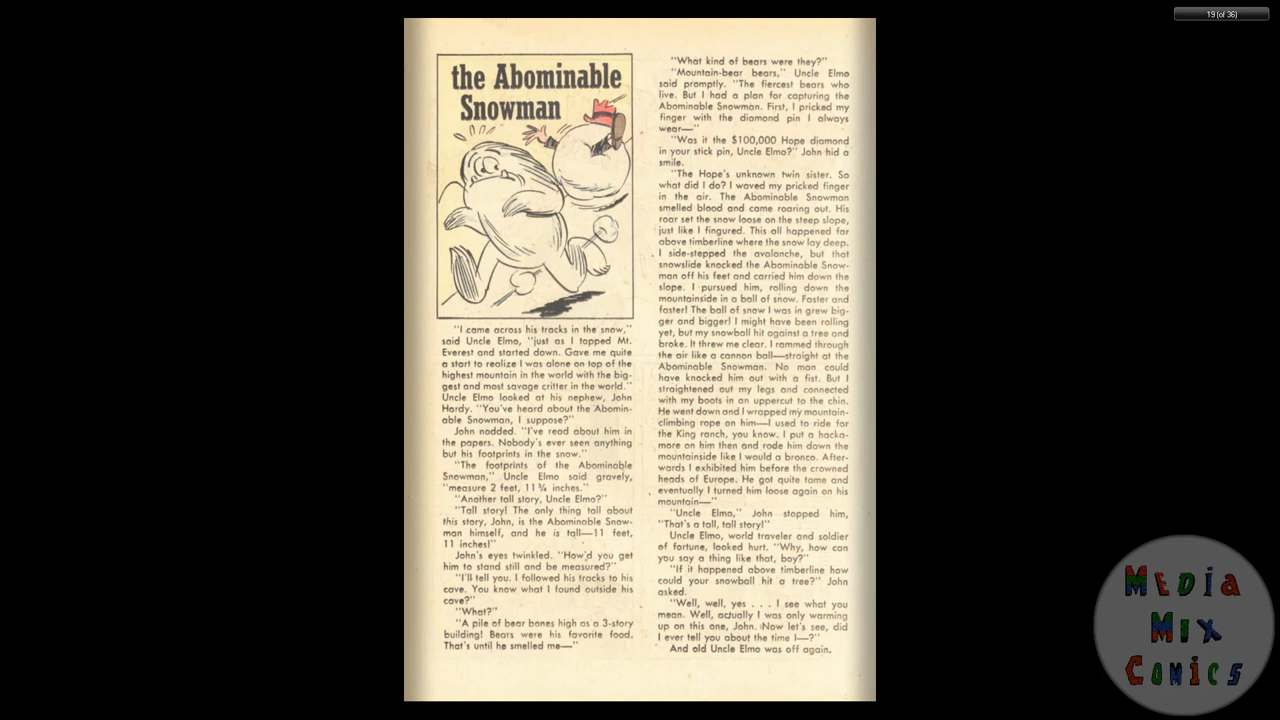 19 (of 36)
the Abominable
Snowman
"I came across his tracks in the snow,"
said Uncle Elmo, "just as I topped Mt.
Everest and started down. Gave me quite
a start to realize I was alone on top of the
highest mountain in the world with the big-
gest and most savage critter in the world."
Uncle Elmo looked at his nephew, John
Hardy. "You've heard about the Abomin-
able Snowman, I suppose?"
John nodded. "I've read about him in
the papers. Nobody's ever seen anything
but his footprints in the snow."
"The footprints of the Abominable
Snowman," Uncle Elmo said gravely,
"measure 2 feet, 11¾ inches."
"Another tall story, Uncle Elmo?"
"Tall story! The only thing tall about
this story, John, is the Abominable Snow-
man himself, and he is tall—11 feet,
11 inches!"
John's eyes twinkled. "How'd you get
him to stand still and be measured?"
"I'll tell you. I followed his tracks to his
cave. You know what I found outside his
cave?"
"What?"
"A pile of bear bones high as a 3-story
building! Bears were his favorite food.
That's until he smelled me—"
"What kind of bears were they?"
"Mountain-bear bears," Uncle Elmo
said promptly. "The fiercest bears who
live. But I had a plan for capturing the
Abominable Snowman. First, I pricked my
finger with the diamond pin I always
wear—"
"Was it the $100,000 Hope diamond
in your stick pin, Uncle Elmo?" John hid a
smile.
"The Hope's unknown twin sister. So
what did I do? I waved my pricked finger
in the air. The Abominable Snowman
smelled blood and came roaring out. His
roar set the snow loose on the steep slope,
just like I fingured. This all happened far
above timberline where the snow lay deep.
I side-stepped the avalanche, but that
snowslide knocked the Abominable Snow-
man off his feet and carried him down the
slope. I pursued him, rolling down the
mountainside in a ball of snow. Faster and
faster! The ball of snow I was in grew big-
ger and bigger! I might have been rolling
yet, but my snowball hit against a tree and
broke. It threw me clear. I rammed through
the air like a cannon ball—straight at the
Abominable Snowman. No man could
have knocked him out with a fist. But I
straightened out my legs and connected
with my boots in an uppercut to the chin.
He went down and I wrapped my mountain-
climbing rope on him—I used to ride for
the King ranch, you know. I put a hacka-
more on him then and rode him down the
mountainside like I would a bronco. After-
wards I exhibited him before the crowned
heads of Europe. He got quite tame and
eventually I turned him loose again on his
mountain—"
"Uncle Elmo," John stopped him,
"That's a tall, tall story!"
Uncle Elmo, world traveler and soldier
of fortune, looked hurt. "Why, how can
you say a thing like that, boy?"
"If it happened above timberline how
could your snowball hit a tree?" John
asked.
"Well, well, yes . . . I see what you
mean. Well, actually I was only warming
up on this one, John. Now let's see, did
I ever tell you about the time I—?"
And old Uncle Elmo was off again.
MEDiA
MiX
COMiCS